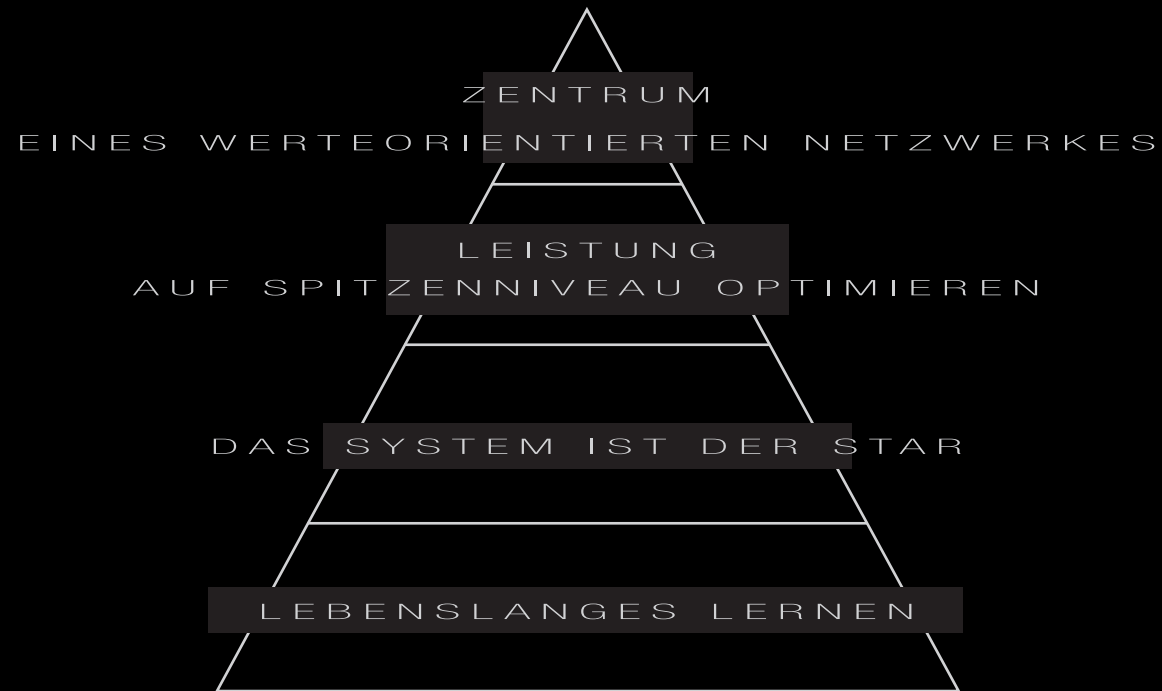 ZENTRUM
EINES WERTEORIENTIERTEN NETZWERKES
LEISTUNG
AUF SPITZENNIVEAU OPTIMIEREN
DAS SYSTEM IST DER STAR
LEBENSLANGES LERNEN